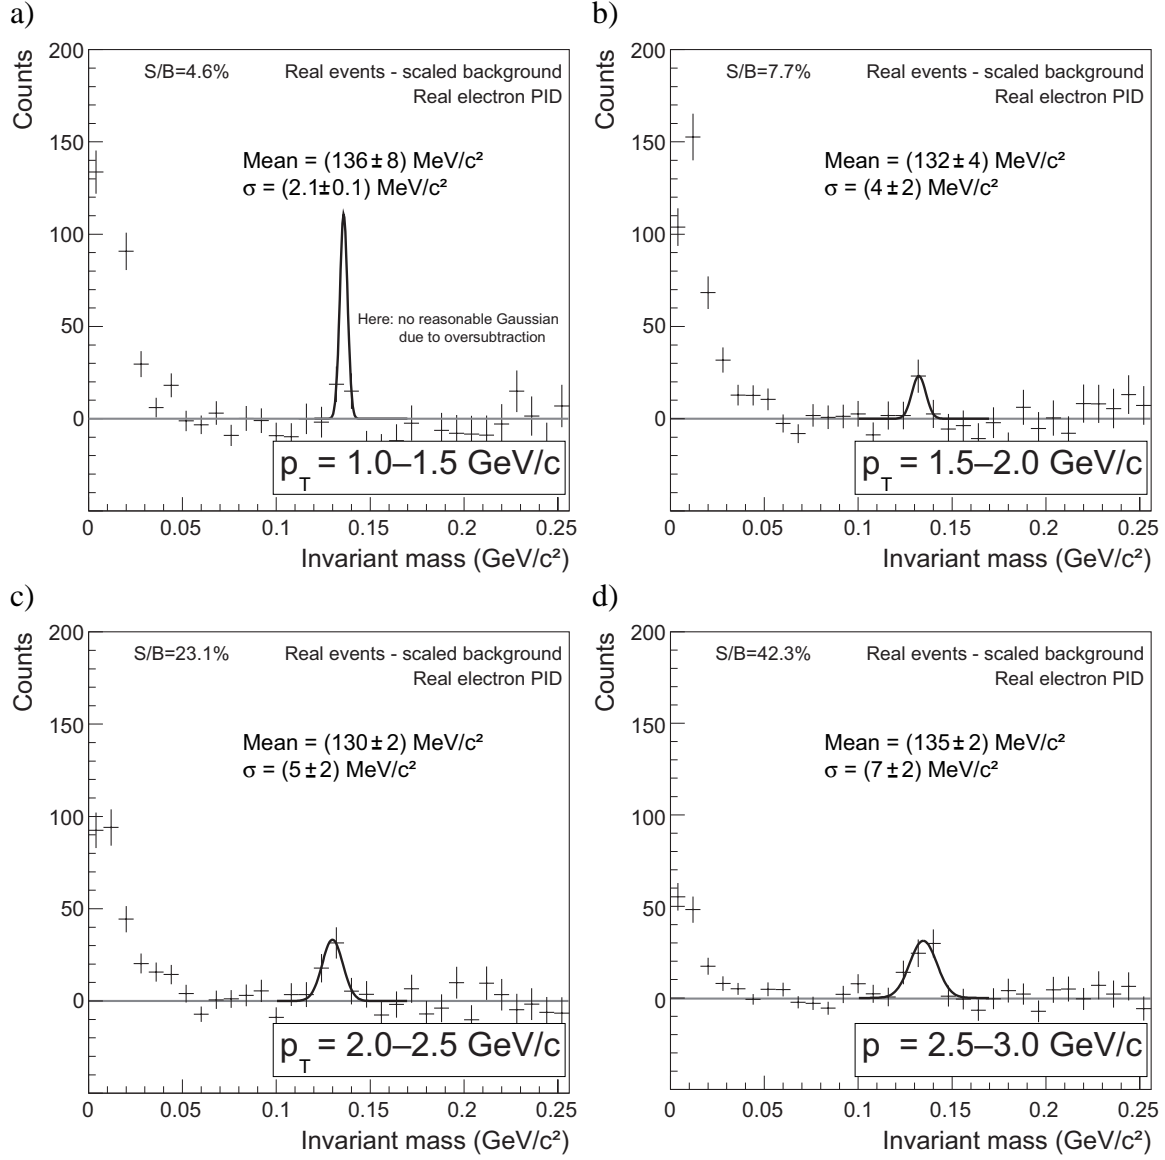 a)
200
150
100
50
0
Counts
S/B=4.6%
Real events - scaled background
Real electron PID
Mean = (136±8) MeV/c²
σ = (2.1±0.1) MeV/c²
Here: no reasonable Gaussian
due to oversubtraction
p_T = 1.0–1.5 GeV/c
0 0.05 0.1 0.15 0.2 0.25
Invariant mass (GeV/c²)
b)
200
150
100
50
0
Counts
S/B=7.7%
Real events - scaled background
Real electron PID
Mean = (132±4) MeV/c²
σ = (4±2) MeV/c²
p_T = 1.5–2.0 GeV/c
0 0.05 0.1 0.15 0.2 0.25
Invariant mass (GeV/c²)
c)
200
150
100
50
0
Counts
S/B=23.1%
Real events - scaled background
Real electron PID
Mean = (130±2) MeV/c²
σ = (5±2) MeV/c²
p_T = 2.0–2.5 GeV/c
0 0.05 0.1 0.15 0.2 0.25
Invariant mass (GeV/c²)
d)
200
150
100
50
0
Counts
S/B=42.3%
Real events - scaled background
Real electron PID
Mean = (135±2) MeV/c²
σ = (7±2) MeV/c²
p = 2.5–3.0 GeV/c
0 0.05 0.1 0.15 0.2 0.25
Invariant mass (GeV/c²)